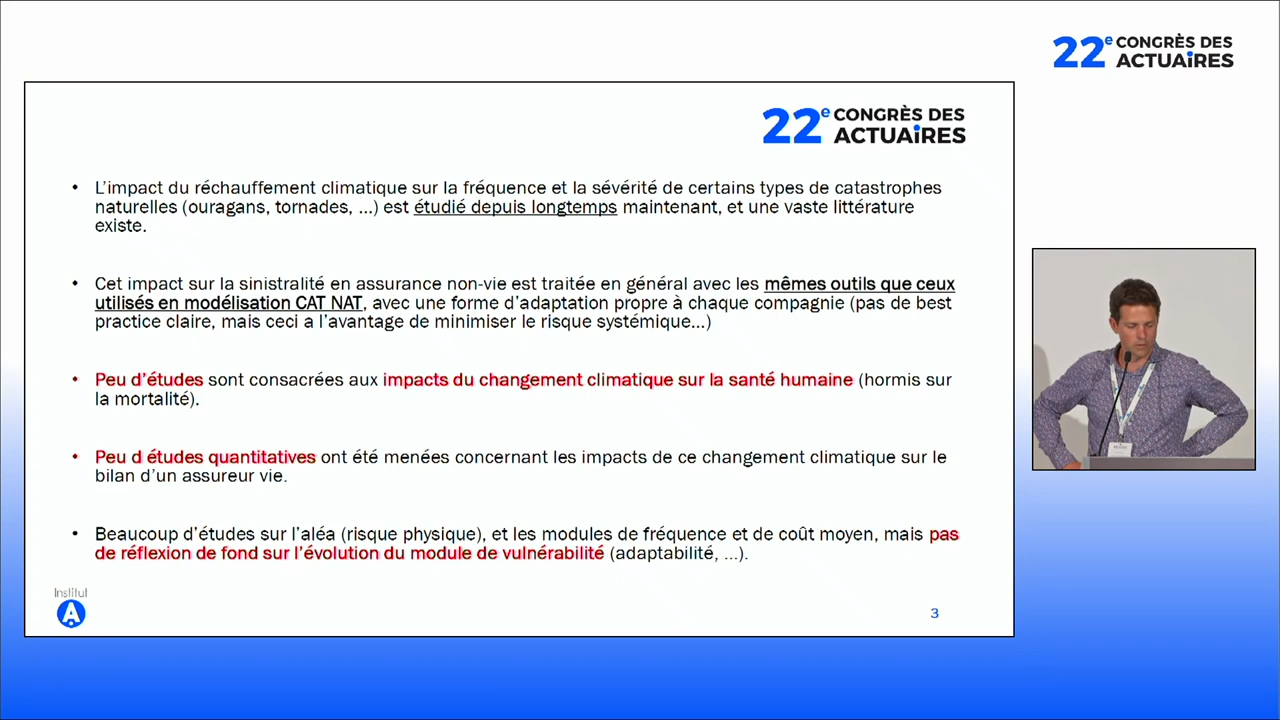 22e CONGRÈS DES
ACTUAiRES
22e CONGRÈS DES
ACTUAiRES
• L'impact du réchauffement climatique sur la fréquence et la sévérité de certains types de catastrophes
naturelles (ouragans, tornades, ...) est étudié depuis longtemps maintenant, et une vaste littérature
existe.
• Cet impact sur la sinistralité en assurance non-vie est traitée en général avec les mêmes outils que ceux
utilisés en modélisation CAT NAT, avec une forme d'adaptation propre à chaque compagnie (pas de best
practice claire, mais ceci a l'avantage de minimiser le risque systémique...)
• Peu d'études sont consacrées aux impacts du changement climatique sur la santé humaine (hormis sur
la mortalité).
• Peu d études quantitatives ont été menées concernant les impacts de ce changement climatique sur le
bilan d'un assureur vie.
• Beaucoup d'études sur l'aléa (risque physique), et les modules de fréquence et de coût moyen, mais pas
de réflexion de fond sur l'évolution du module de vulnérabilité (adaptabilité, ...).
Institut
A
3